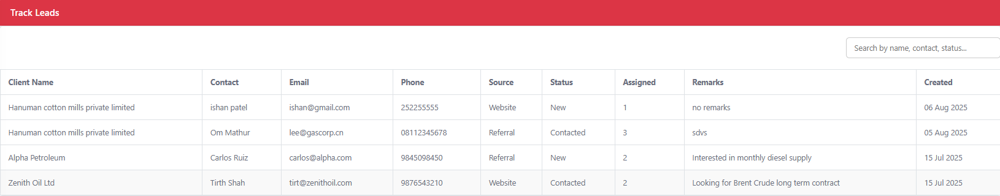 Track Leads
Search by name, contact, status...
Client Name Contact Email Phone Source Status Assigned Remarks Created
Hanuman cotton mills private limited ishan patel ishan@gmail.com 252255555 Website New 1 no remarks 06 Aug 2025
Hanuman cotton mills private limited Om Mathur lee@gascorp.cn 08112345678 Referral Contacted 3 sdvs 05 Aug 2025
Alpha Petroleum Carlos Ruiz carlos@alpha.com 9845098450 Referral New 2 Interested in monthly diesel supply 15 Jul 2025
Zenith Oil Ltd Tirth Shah tirt@zenithoil.com 9876543210 Website Contacted 2 Looking for Brent Crude long term contract 15 Jul 2025